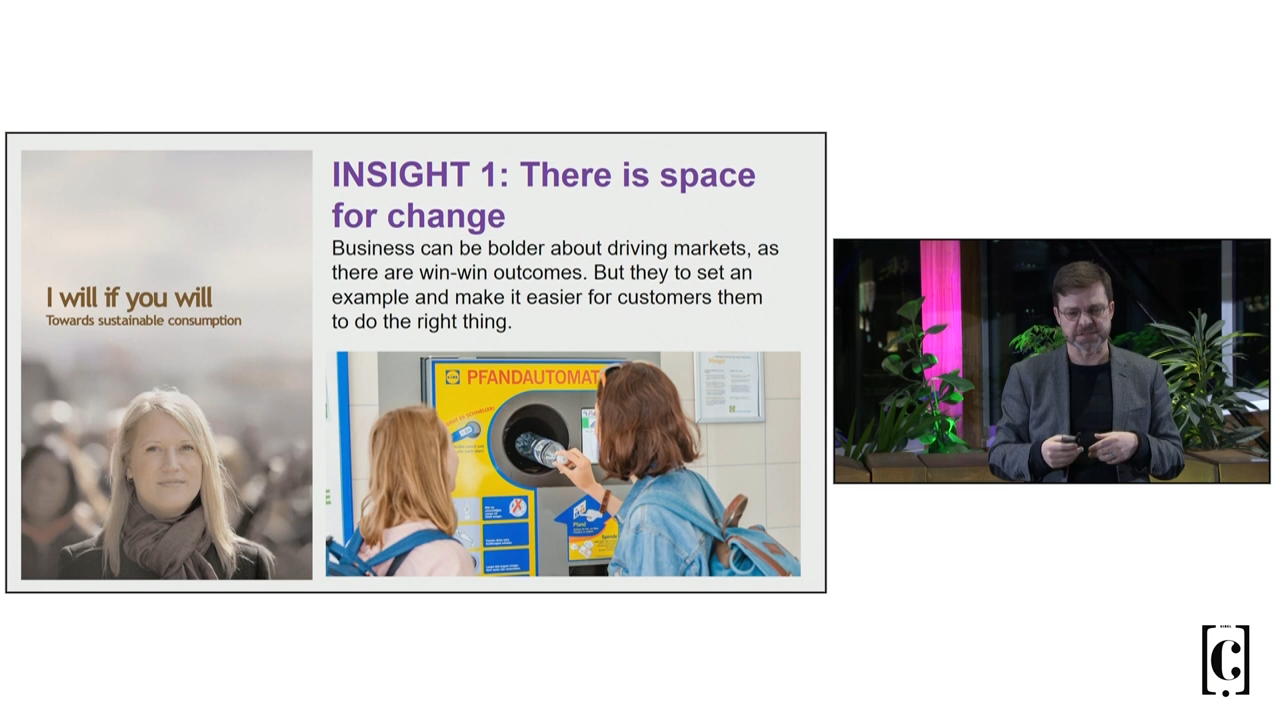 INSIGHT 1: There is space
for change
Business can be bolder about driving markets, as
there are win-win outcomes. But they to set an
example and make it easier for customers them
to do the right thing.
I will if you will
Towards sustainable consumption
PFANDAUTOMAT
Pfand
Spende